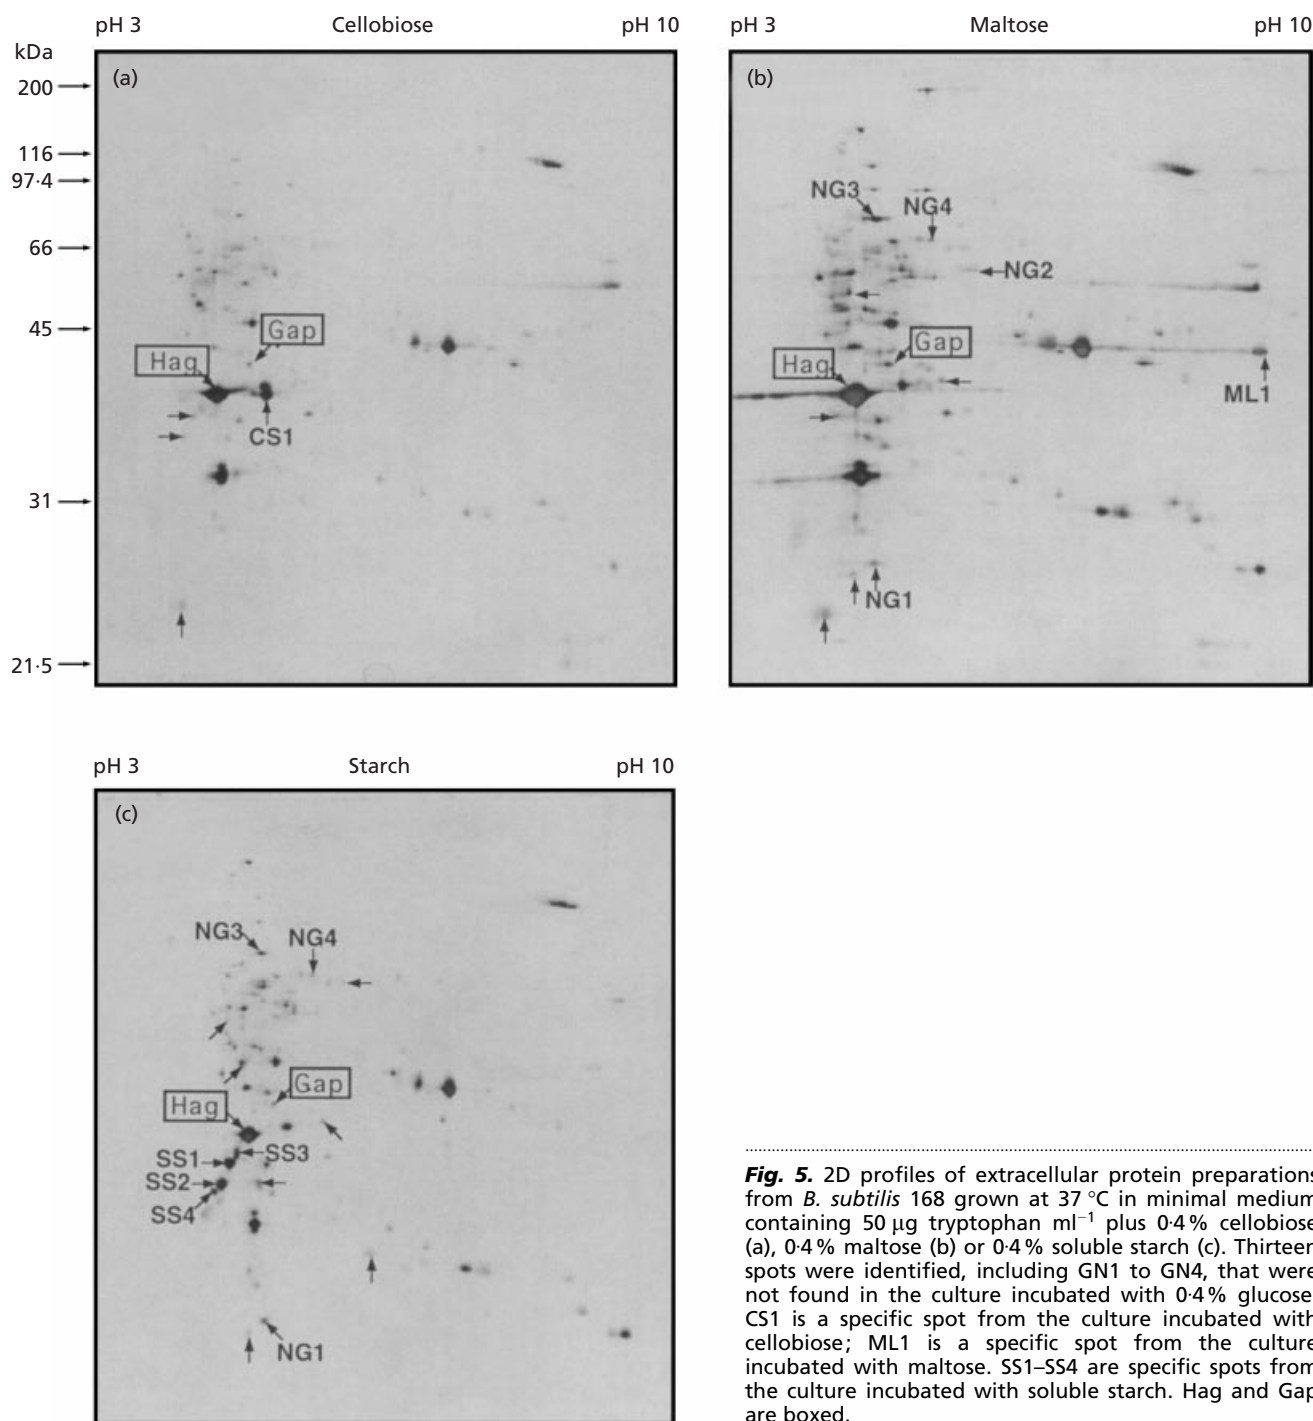 pH 3 Cellobiose pH 10
kDa
(a)
200
116
97·4
66
45
31
21·5
Gap
Hag
CS1
pH 3 Maltose pH 10
(b)
NG3
NG4
NG2
Gap
Hag
ML1
NG1
pH 3 Starch pH 10
(c)
NG3
NG4
Gap
Hag
SS3
SS1
SS2
SS4
NG1
Fig. 5. 2D profiles of extracellular protein preparations
from B. subtilis 168 grown at 37 °C in minimal medium
containing 50 µg tryptophan ml⁻¹ plus 0·4% cellobiose
(a), 0·4% maltose (b) or 0·4% soluble starch (c). Thirteen
spots were identified, including GN1 to GN4, that were
not found in the culture incubated with 0·4% glucose
CS1 is a specific spot from the culture incubated with
cellobiose; ML1 is a specific spot from the culture
incubated with maltose. SS1–SS4 are specific spots from
the culture incubated with soluble starch. Hag and Gap
are boxed.